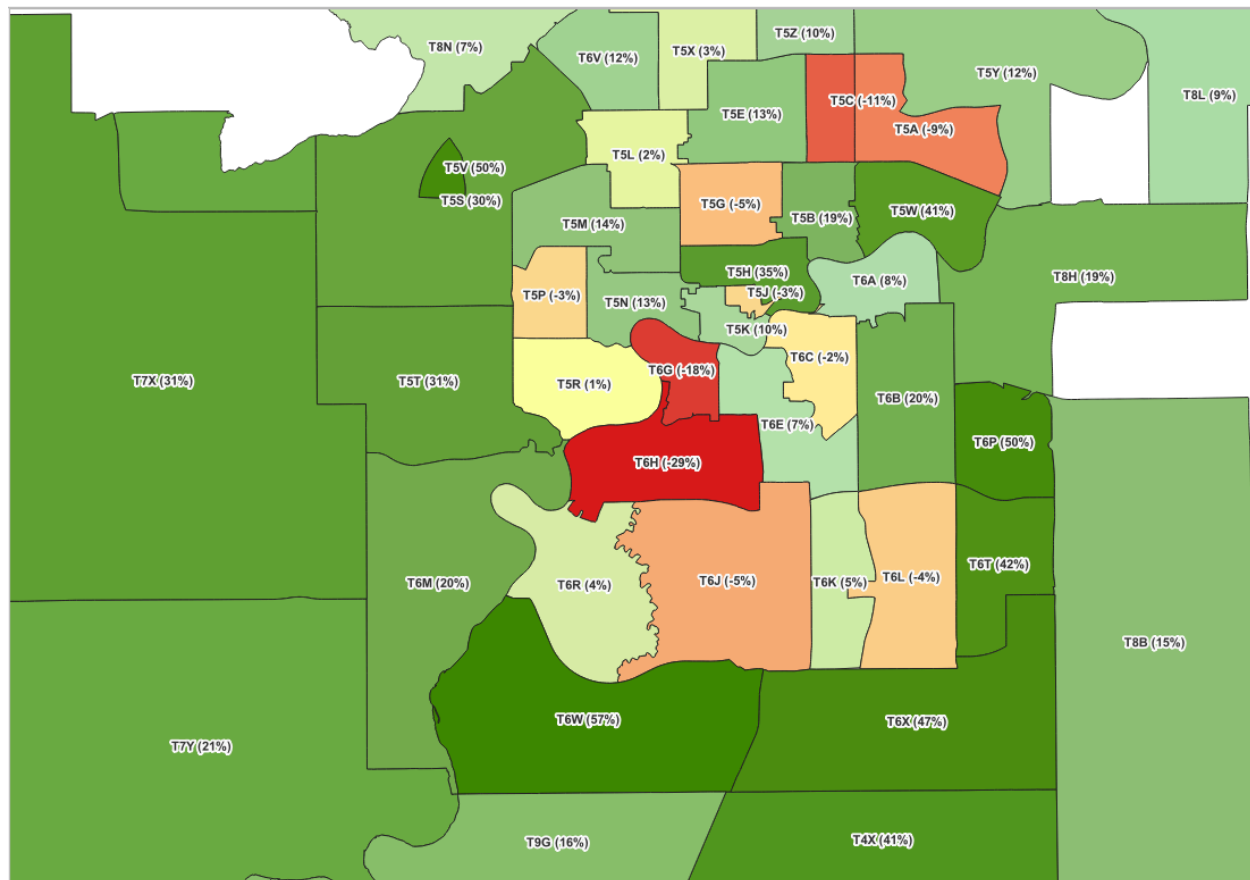 T8N (7%)
T6V (12%)
T5X (3%)
T5Z (10%)
T5Y (12%)
T8L (9%)
T5E (13%)
T5C (-11%)
T5A (-9%)
T5L (2%)
T5V (50%)
T5S (30%)
T5G (-5%)
T5B (19%)
T5W (41%)
T5M (14%)
T5H (35%)
T6A (8%)
T8H (19%)
T5P (-3%)
T5N (13%)
T5J (-3%)
T5K (10%)
T6C (-2%)
T7X (31%)
T5T (31%)
T5R (1%)
T6G (-18%)
T6B (20%)
T6E (7%)
T6P (50%)
T6H (-29%)
T6M (20%)
T6R (4%)
T6J (-5%)
T6K (5%)
T6L (-4%)
T6T (42%)
T8B (15%)
T6W (57%)
T6X (47%)
T7Y (21%)
T9G (16%)
T4X (41%)